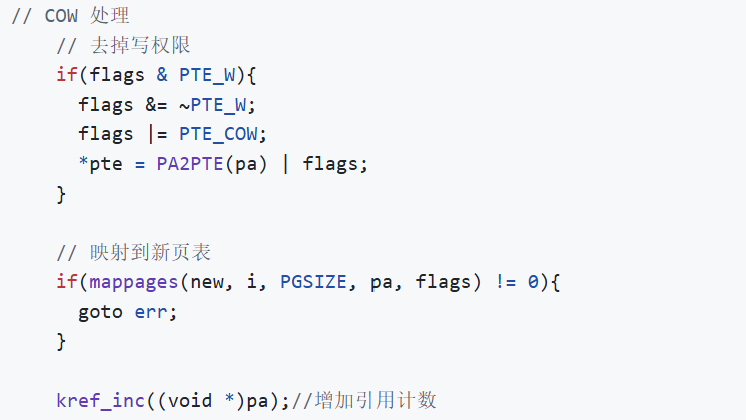 // COW 处理
// 去掉写权限
if(flags & PTE_W){
flags &= ~PTE_W;
flags |= PTE_COW;
*pte = PA2PTE(pa) | flags;
}
// 映射到新页表
if(mappages(new, i, PGSIZE, pa, flags) != 0){
goto err;
}
kref_inc((void *)pa);//增加引用计数